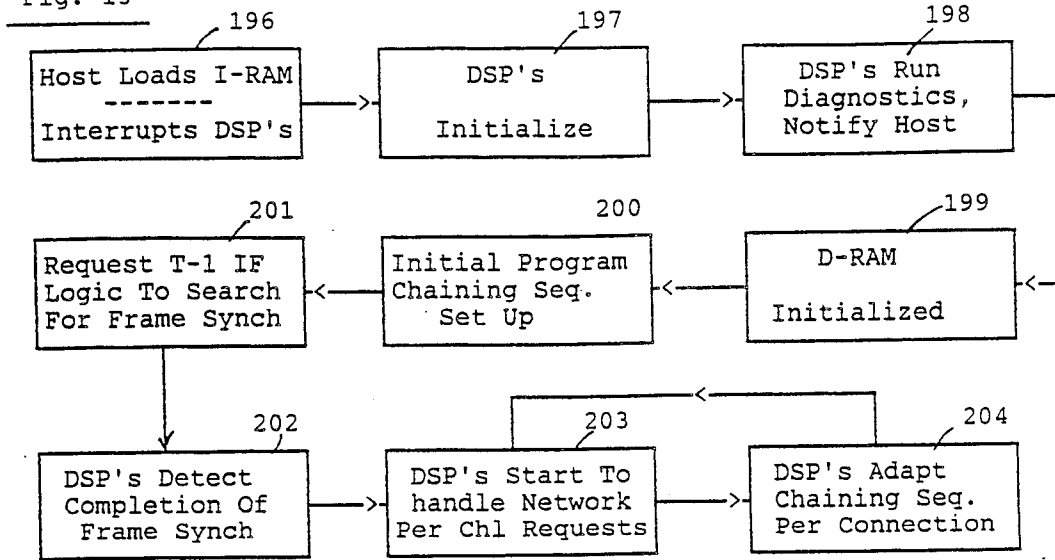 196
Host Loads I-RAM
-------
Interrupts DSP's
197
DSP's
Initialize
198
DSP's Run
Diagnostics,
Notify Host
201
Request T-1 IF
Logic To Search
For Frame Synch
200
Initial Program
Chaining Seq.
Set Up
199
D-RAM
Initialized
202
DSP's Detect
Completion Of
Frame Synch
203
DSP's Start To
handle Network
Per Chl Requests
204
DSP's Adapt
Chaining Seq.
Per Connection